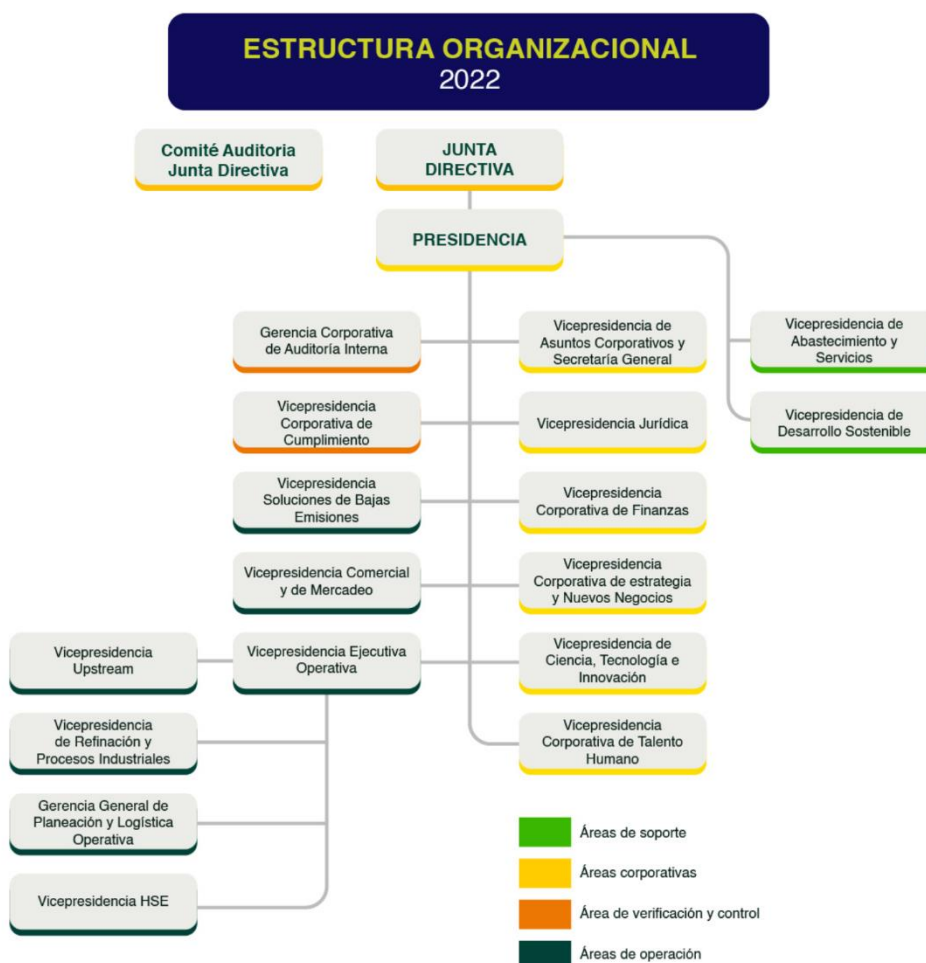 ESTRUCTURA ORGANIZACIONAL
2022
Comité Auditoria
Junta Directiva
JUNTA
DIRECTIVA
PRESIDENCIA
Gerencia Corporativa
de Auditoría Interna
Vicepresidencia de
Asuntos Corporativos y
Secretaría General
Vicepresidencia de
Abastecimiento y
Servicios
Vicepresidencia
Corporativa de
Cumplimiento
Vicepresidencia Jurídica
Vicepresidencia de
Desarrollo Sostenible
Vicepresidencia
Soluciones de Bajas
Emisiones
Vicepresidencia
Corporativa de Finanzas
Vicepresidencia Comercial
y de Mercadeo
Vicepresidencia
Corporativa de estrategia
y Nuevos Negocios
Vicepresidencia
Upstream
Vicepresidencia Ejecutiva
Operativa
Vicepresidencia de
Ciencia, Tecnología e
Innovación
Vicepresidencia
de Refinación y
Procesos Industriales
Vicepresidencia
Corporativa de Talento
Humano
Gerencia General de
Planeación y Logística
Operativa
Vicepresidencia HSE
Áreas de soporte
Áreas corporativas
Área de verificación y control
Áreas de operación